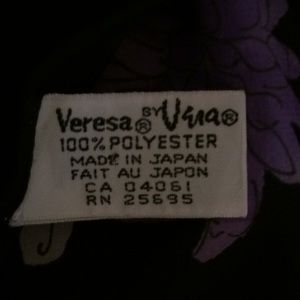 Veresa® BY Vera®
100% POLYESTER
MADE IN JAPAN
FAIT AU JAPON
CA 04061
RN 25695